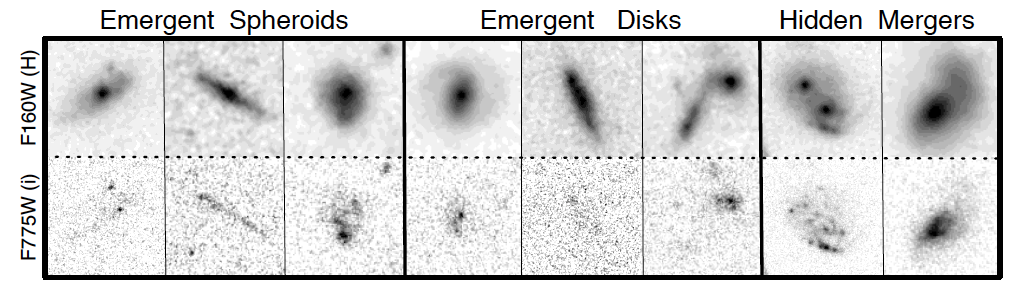 Emergent Spheroids
Emergent Disks
Hidden Mergers
F160W (H)
F775W (i)